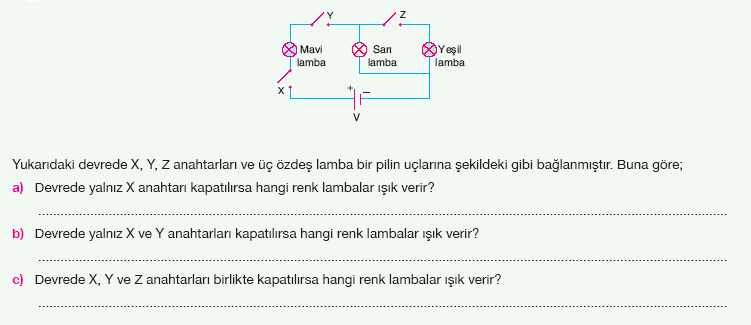 Y
Z
Mavi
lamba
Sarı
lamba
Yeşil
lamba
X
+
–
V
Yukarıdaki devrede X, Y, Z anahtarları ve üç özdeş lamba bir pilin uçlarına şekildeki gibi bağlanmıştır. Buna göre;
a) Devrede yalnız X anahtarı kapatılırsa hangi renk lambalar ışık verir?
b) Devrede yalnız X ve Y anahtarları kapatılırsa hangi renk lambalar ışık verir?
c) Devrede X, Y ve Z anahtarları birlikte kapatılırsa hangi renk lambalar ışık verir?